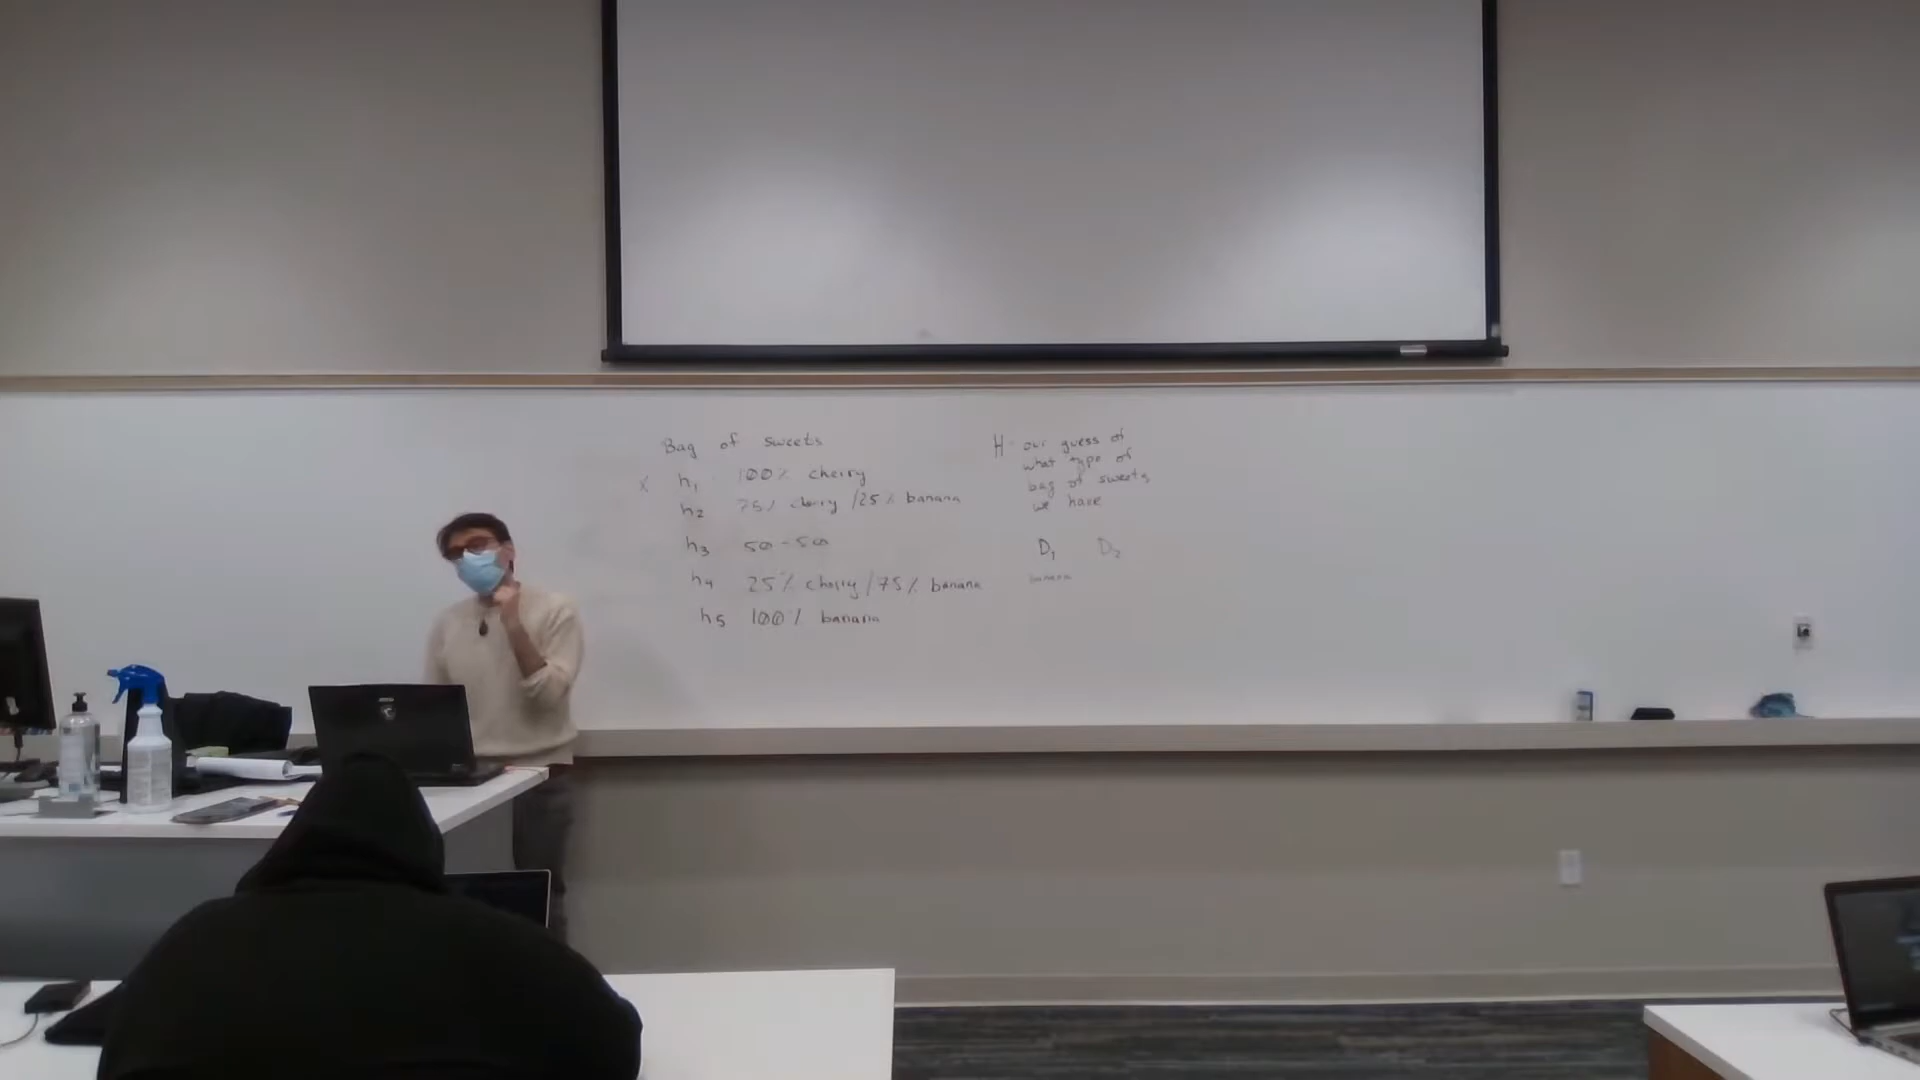 Bag of sweets
X h1 100% cherry
h2 75% cherry / 25% banana
h3 50-50
h4 25% cherry / 75% banana
h5 100% banana
H - our guess of
what type of
bag of sweets
we have
D1 D2
banana